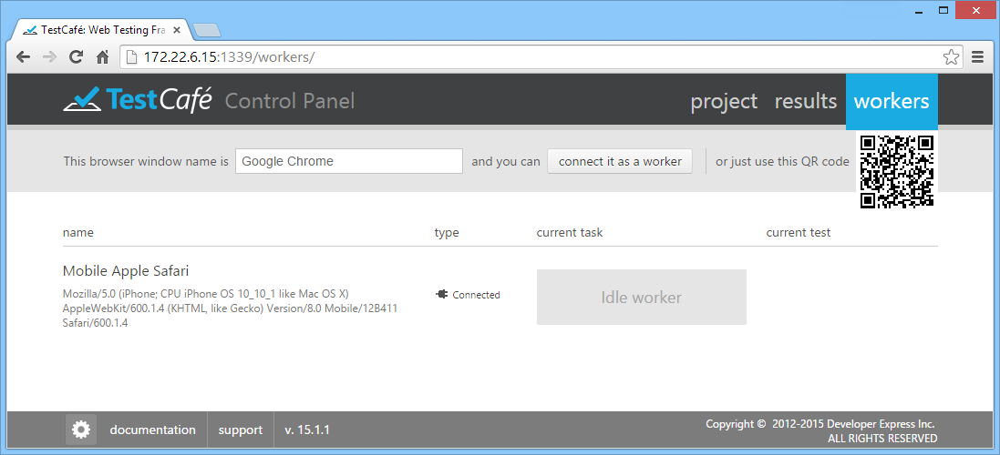 TestCafé: Web Testing Fra
172.22.6.15:1339/workers/
TestCafé Control Panel
project results workers
This browser window name is Google Chrome and you can connect it as a worker or just use this QR code
name type current task current test
Mobile Apple Safari
Mozilla/5.0 (iPhone; CPU iPhone OS 10_10_1 like Mac OS X)
AppleWebKit/600.1.4 (KHTML, like Gecko) Version/8.0 Mobile/12B411
Safari/600.1.4
Connected
Idle worker
documentation support v. 15.1.1
Copyright © 2012-2015 Developer Express Inc.
ALL RIGHTS RESERVED